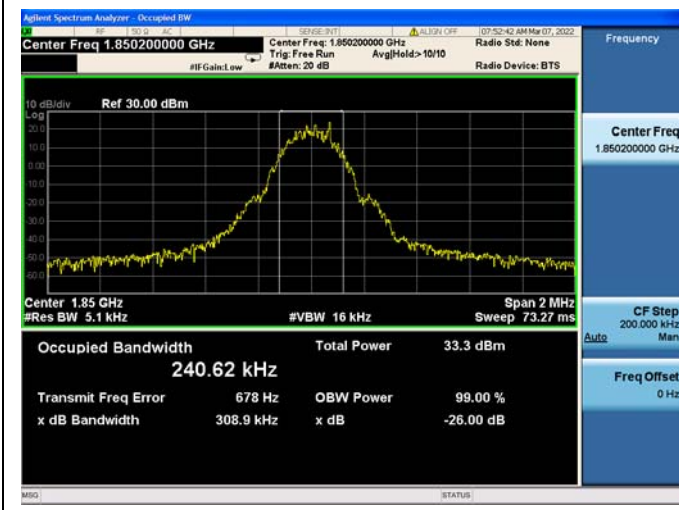 Agilent Spectrum Analyzer - Occupied BW
RF 50 Ω AC SENSE:INT ALIGN OFF 07:52:42 AM Mar 07, 2022
Center Freq 1.850200000 GHz
Center Freq: 1.850200000 GHz
Radio Std: None
Trig: Free Run Avg|Hold:> 10/10
#IFGain:Low #Atten: 20 dB Radio Device: BTS
Frequency
10 dB/div Ref 30.00 dBm
Log
20.0
10.0
0.00
-10.0
-20.0
-30.0
-40.0
-50.0
-60.0
Center Freq
1.850200000 GHz
Center 1.85 GHz Span 2 MHz
#Res BW 5.1 kHz #VBW 16 kHz Sweep 73.27 ms
CF Step
200.000 kHz
Auto Man
Occupied Bandwidth Total Power 33.3 dBm
240.62 kHz
Freq Offset
0 Hz
Transmit Freq Error 678 Hz OBW Power 99.00 %
x dB Bandwidth 308.9 kHz x dB -26.00 dB
MSG STATUS